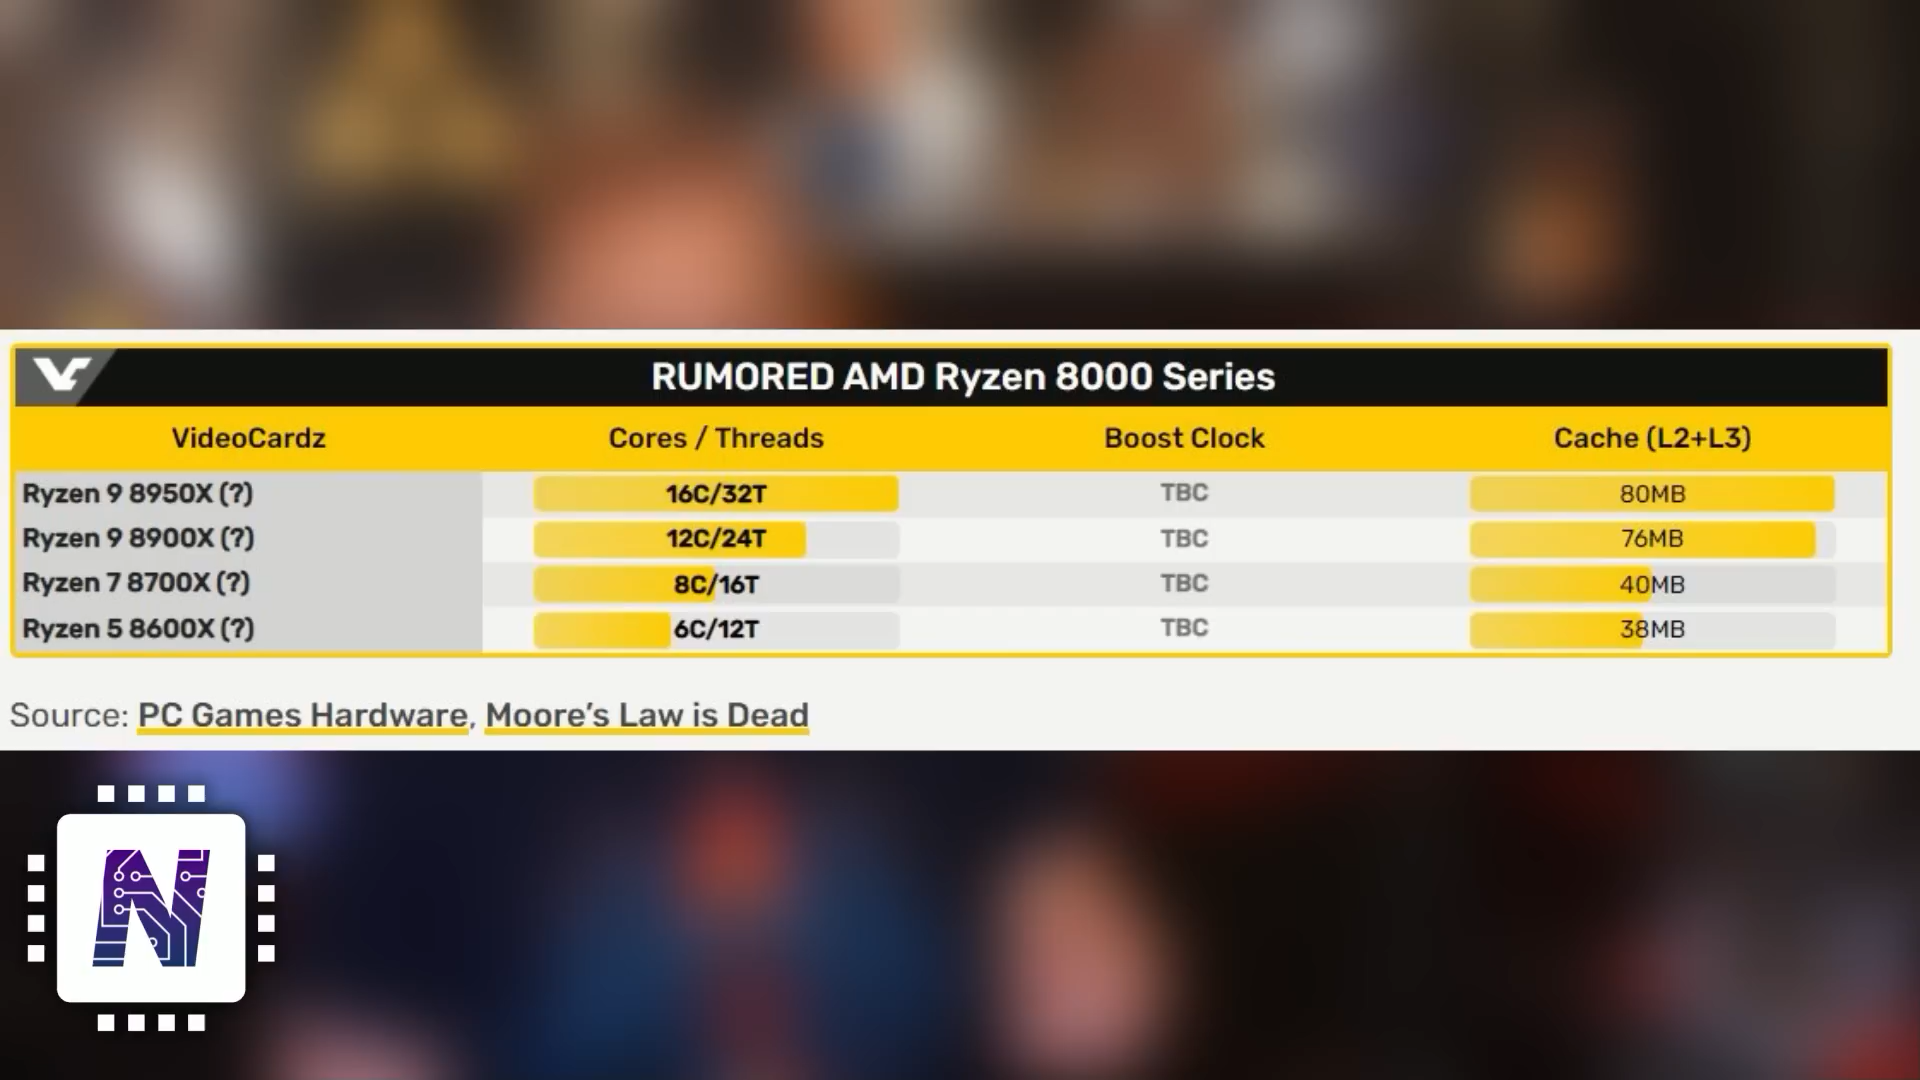 RUMORED AMD Ryzen 8000 Series
VideoCardz Cores / Threads Boost Clock Cache (L2+L3)
Ryzen 9 8950X (?) 16C/32T TBC 80MB
Ryzen 9 8900X (?) 12C/24T TBC 76MB
Ryzen 7 8700X (?) 8C/16T TBC 40MB
Ryzen 5 8600X (?) 6C/12T TBC 38MB
Source: PC Games Hardware, Moore’s Law is Dead
N